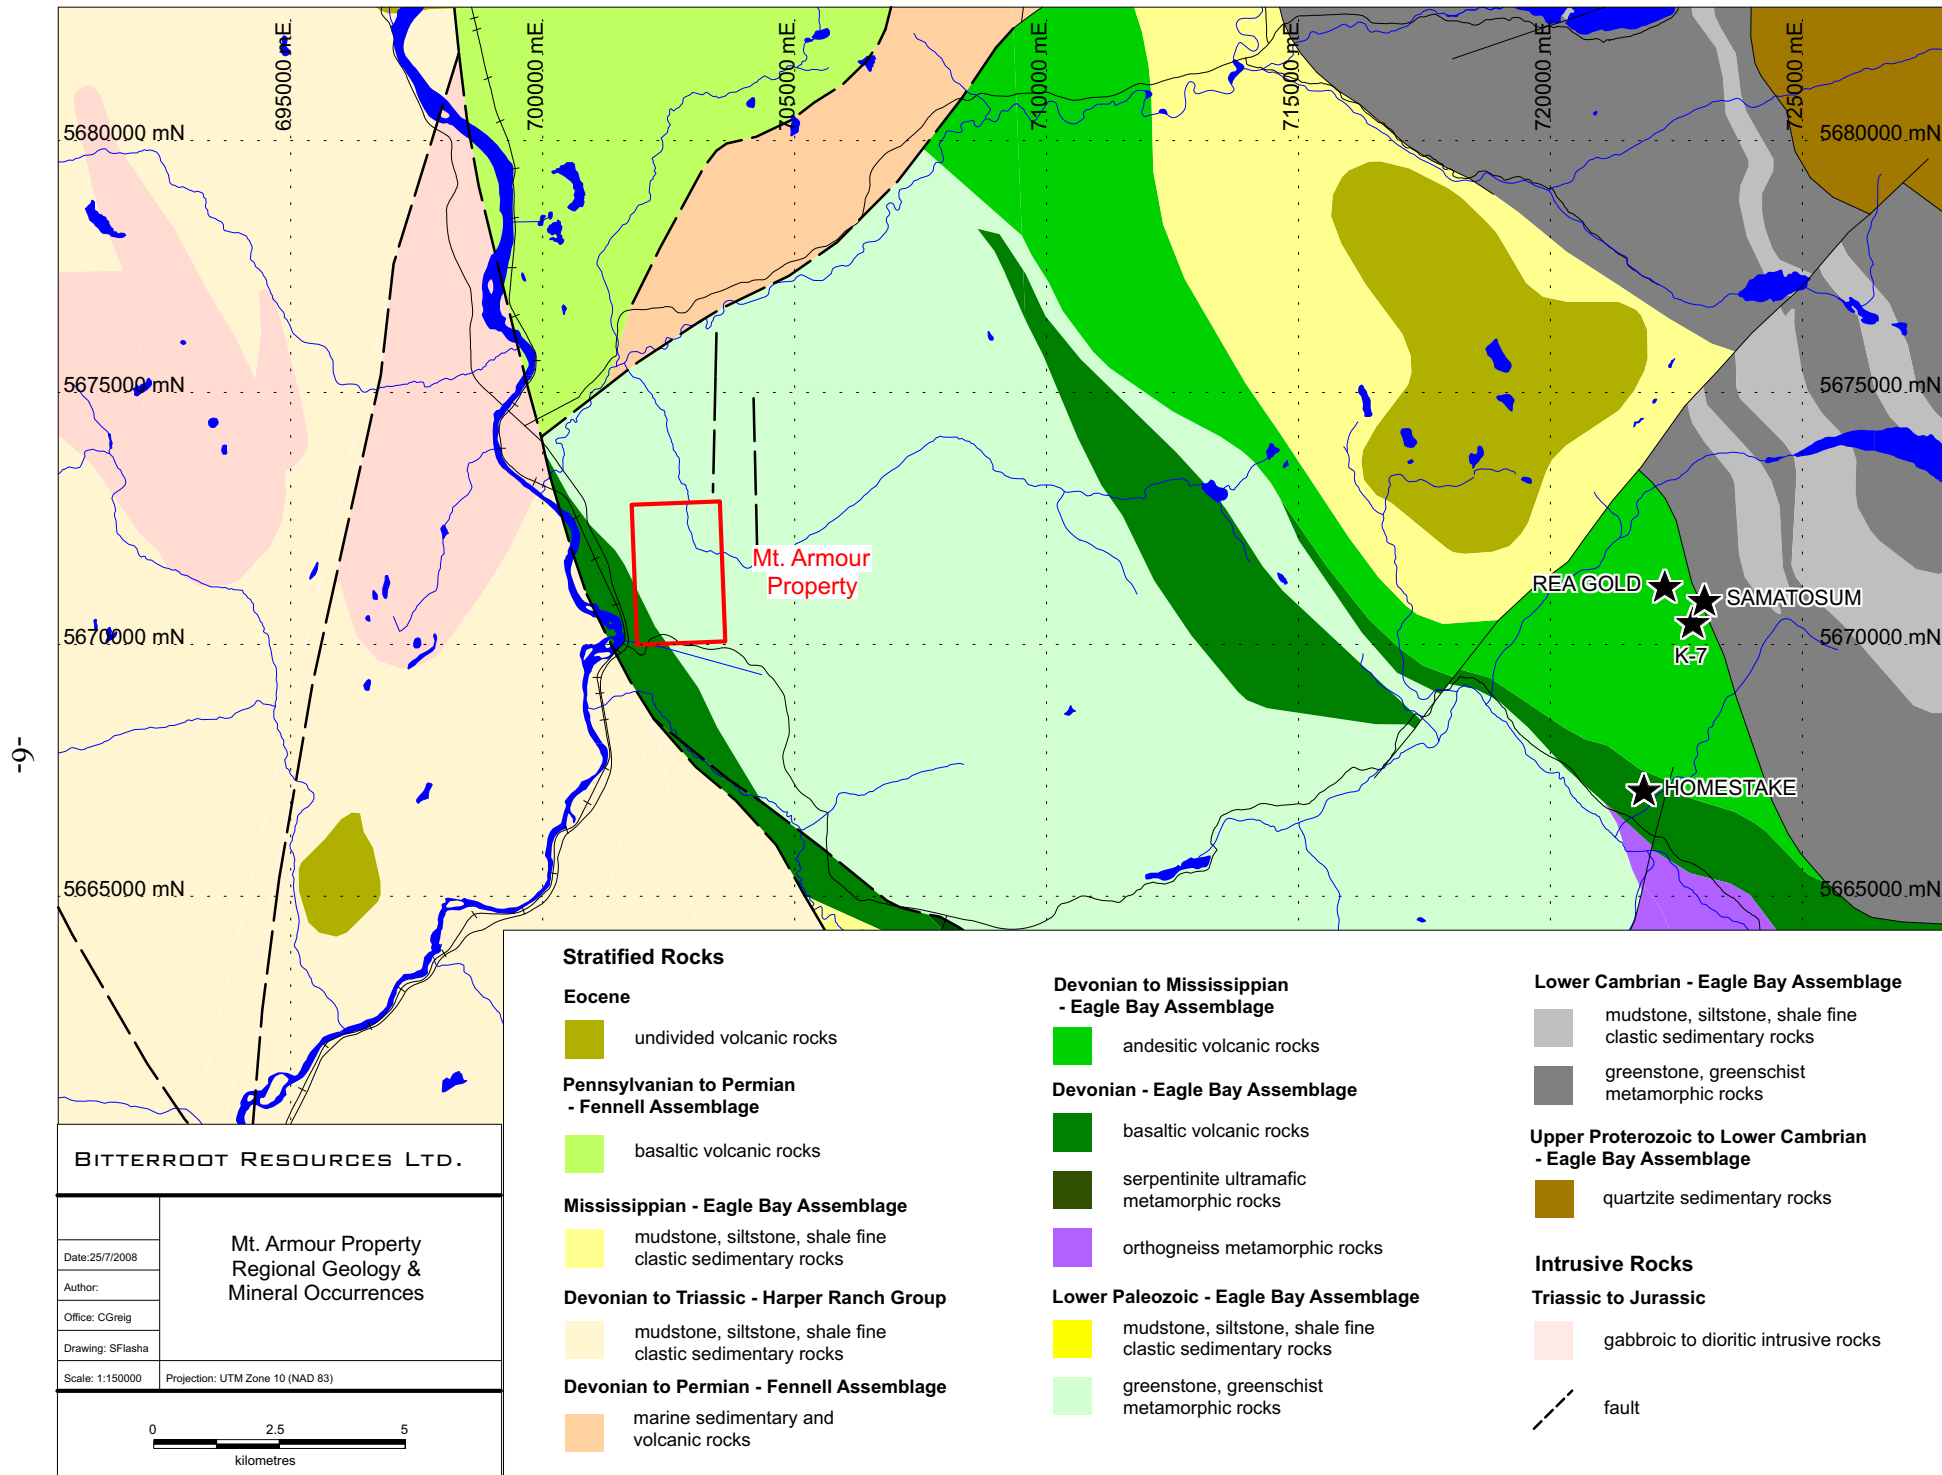 695000 mE
700000 mE
705000 mE
710000 mE
715000 mE
720000 mE
725000 mE
5680000 mN
5680000 mN
5675000 mN
5675000 mN
Mt. Armour
Property
REA GOLD
SAMATOSUM
K-7
5670000 mN
5670000 mN
HOMESTAKE
5665000 mN
5665000 mN
-9-
BITTERROOT RESOURCES LTD.
Date:25/7/2008
Author:
Office: CGreig
Drawing: SFlasha
Scale: 1:150000
Mt. Armour Property
Regional Geology &
Mineral Occurrences
Projection: UTM Zone 10 (NAD 83)
0 2.5 5
kilometres
Stratified Rocks
Eocene
undivided volcanic rocks
Pennsylvanian to Permian
- Fennell Assemblage
basaltic volcanic rocks
Mississippian - Eagle Bay Assemblage
mudstone, siltstone, shale fine
clastic sedimentary rocks
Devonian to Triassic - Harper Ranch Group
mudstone, siltstone, shale fine
clastic sedimentary rocks
Devonian to Permian - Fennell Assemblage
marine sedimentary and
volcanic rocks
Devonian to Mississippian
- Eagle Bay Assemblage
andesitic volcanic rocks
Devonian - Eagle Bay Assemblage
basaltic volcanic rocks
serpentinite ultramafic
metamorphic rocks
orthogneiss metamorphic rocks
Lower Paleozoic - Eagle Bay Assemblage
mudstone, siltstone, shale fine
clastic sedimentary rocks
greenstone, greenschist
metamorphic rocks
Lower Cambrian - Eagle Bay Assemblage
mudstone, siltstone, shale fine
clastic sedimentary rocks
greenstone, greenschist
metamorphic rocks
Upper Proterozoic to Lower Cambrian
- Eagle Bay Assemblage
quartzite sedimentary rocks
Intrusive Rocks
Triassic to Jurassic
gabbroic to dioritic intrusive rocks
fault